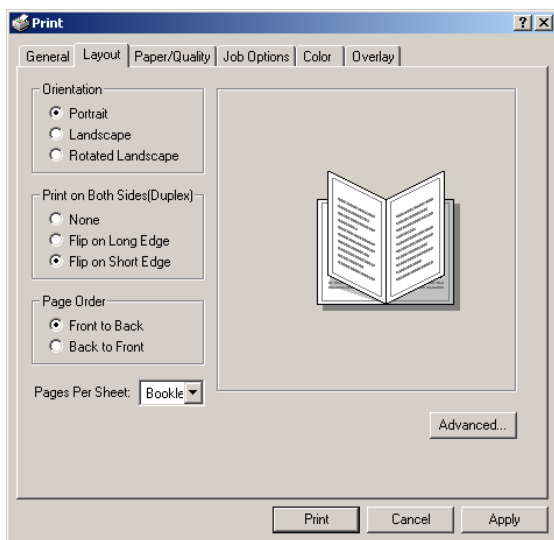 Print
General Layout Paper/Quality Job Options Color Overlay
Orientation
Portrait
Landscape
Rotated Landscape
Print on Both Sides(Duplex)
None
Flip on Long Edge
Flip on Short Edge
Page Order
Front to Back
Back to Front
Pages Per Sheet: Bookle
Advanced...
Print Cancel Apply